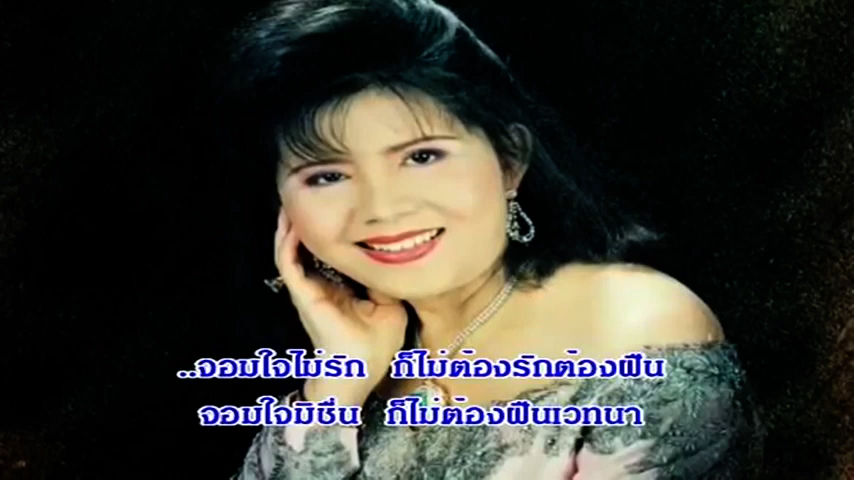 ..จอมใจไม่รัก ก็ไม่ต้องรักต้องฝืน
จอมใจมิชื่น ก็ไม่ต้องฝืนเวทนา